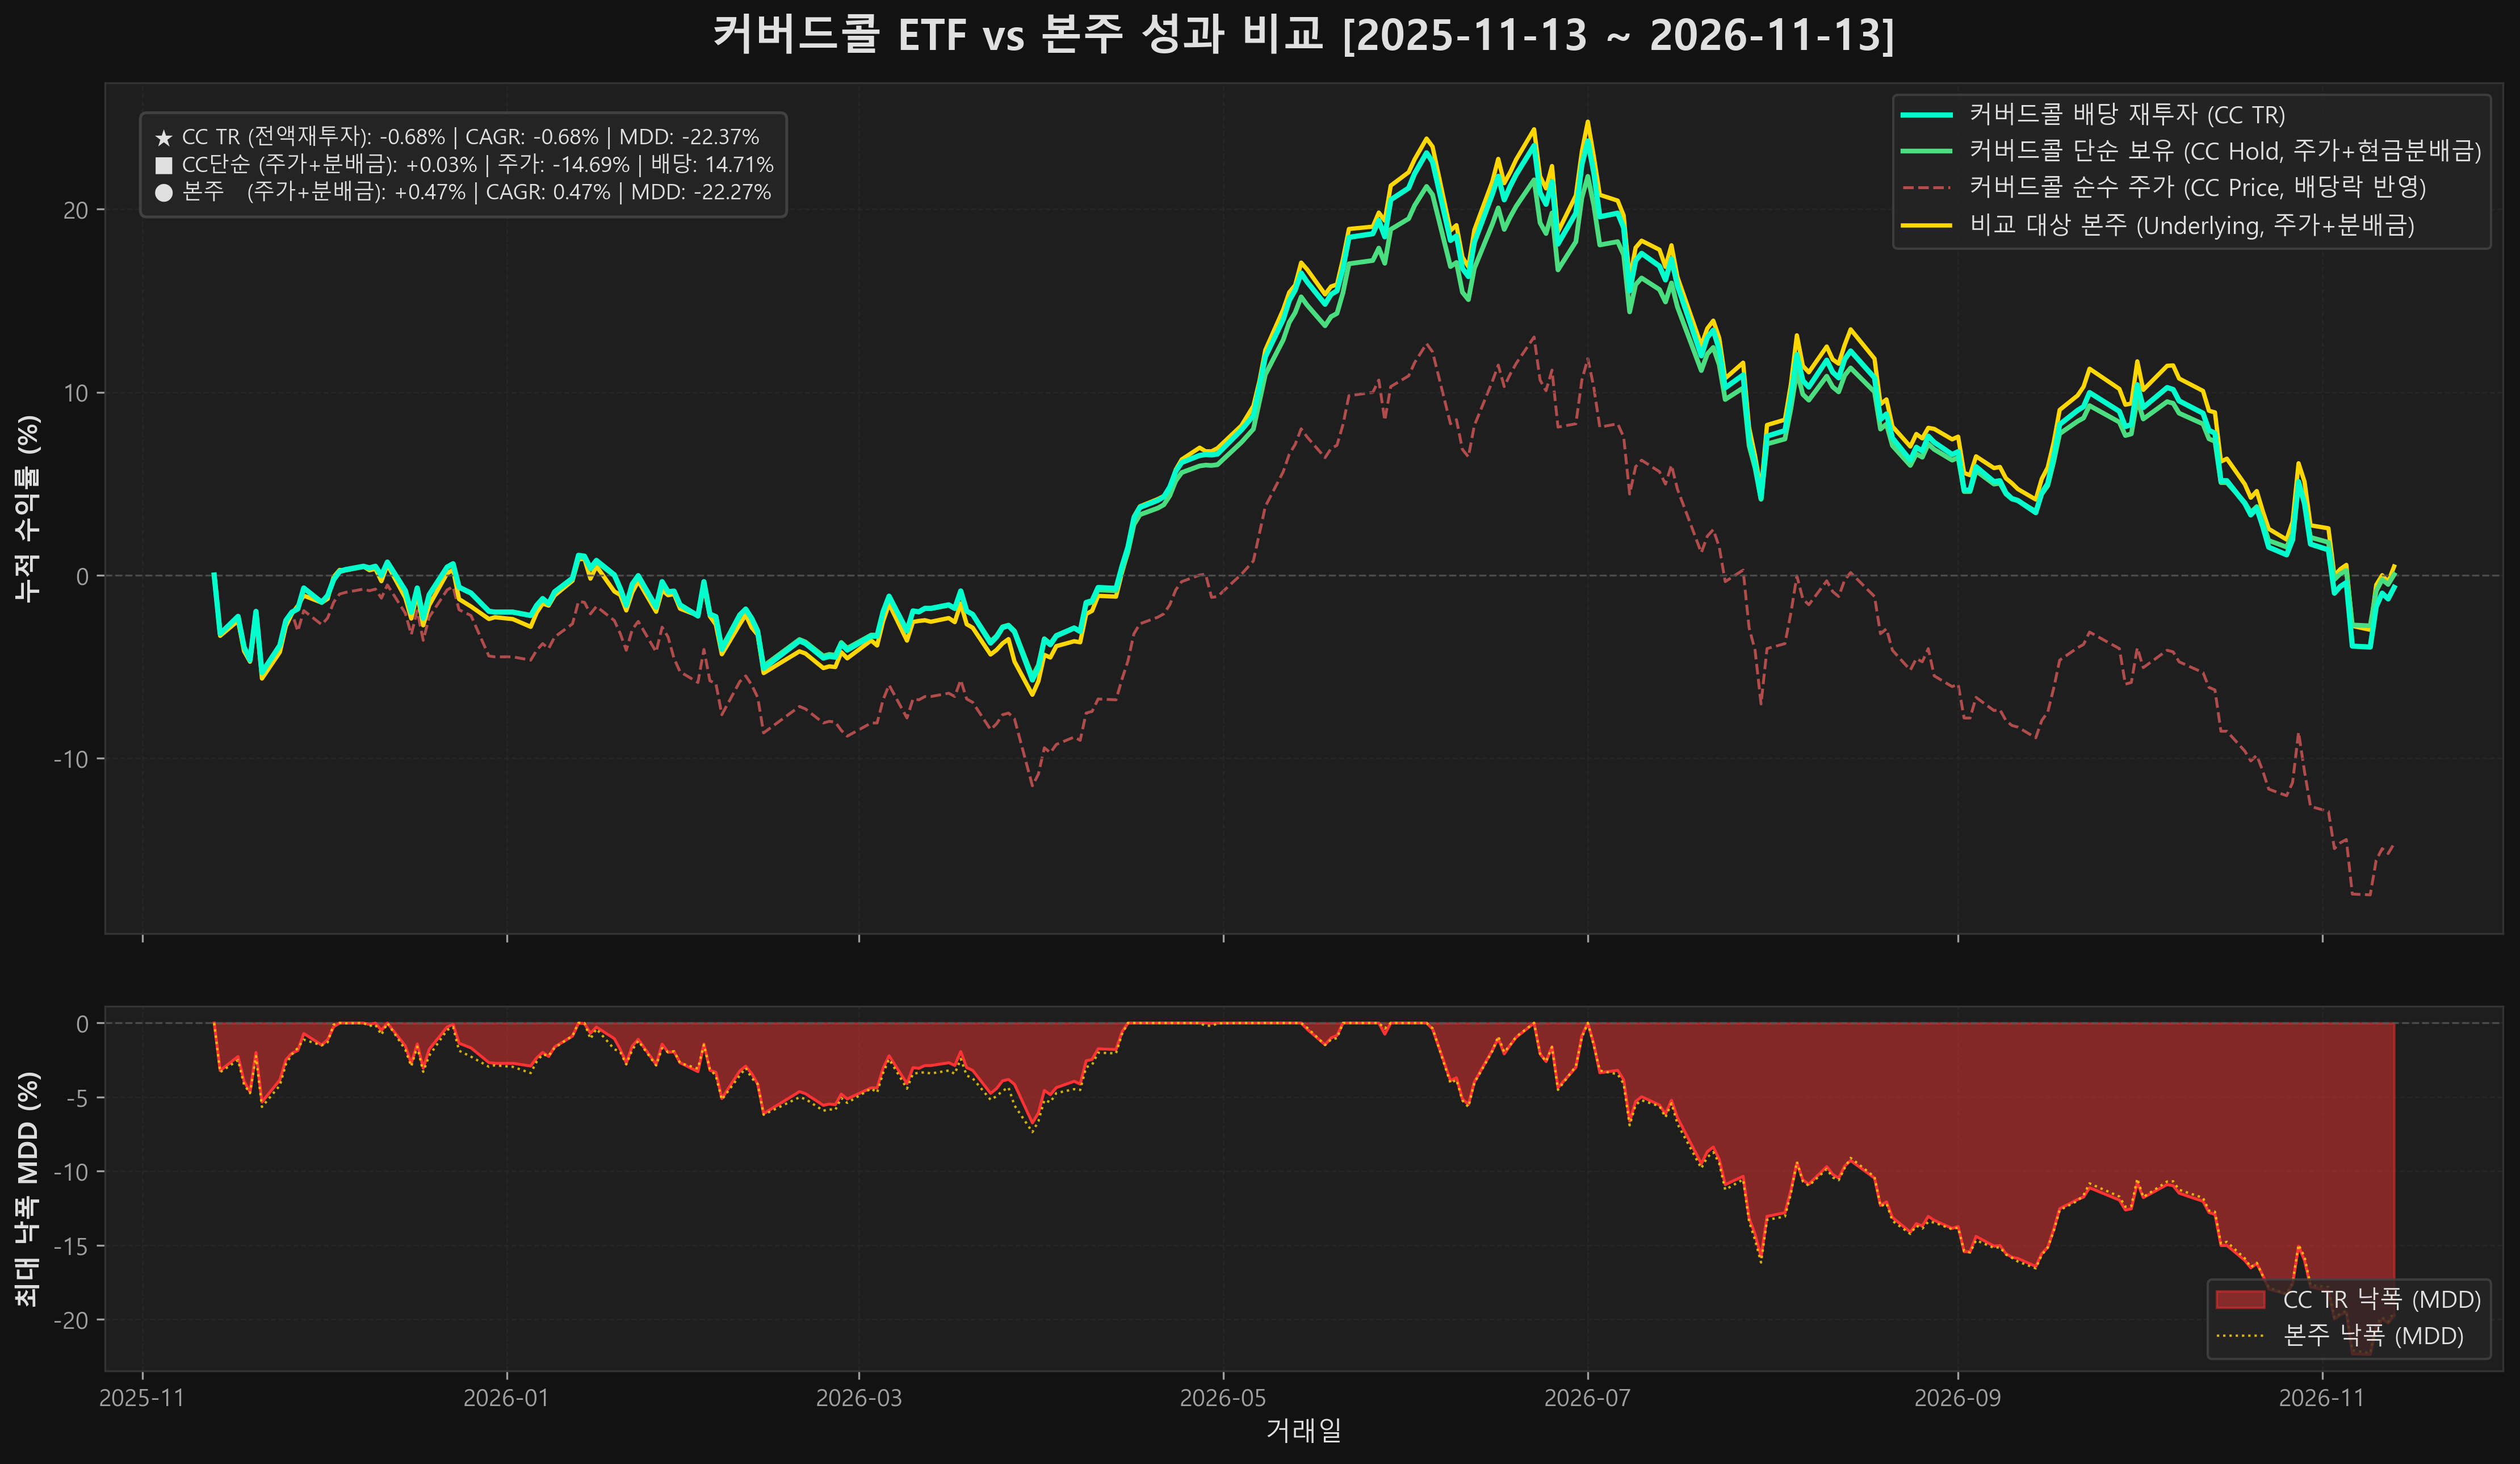 커버드콜 ETF vs 본주 성과 비교 [2025-11-13 ~ 2026-11-13]
★ CC TR (전액재투자): -0.68% | CAGR: -0.68% | MDD: -22.37%
■ CC단순 (주가+분배금): +0.03% | 주가: -14.69% | 배당: 14.71%
● 본주 (주가+분배금): +0.47% | CAGR: 0.47% | MDD: -22.27%
커버드콜 배당 재투자 (CC TR)
커버드콜 단순 보유 (CC Hold, 주가+현금분배금)
커버드콜 순수 주가 (CC Price, 배당락 반영)
비교 대상 본주 (Underlying, 주가+분배금)
누적 수익률 (%)
20
10
0
-10
최대 낙폭 MDD (%)
0
-5
-10
-15
-20
CC TR 낙폭 (MDD)
본주 낙폭 (MDD)
2025-11
2026-01
2026-03
2026-05
2026-07
2026-09
2026-11
거래일